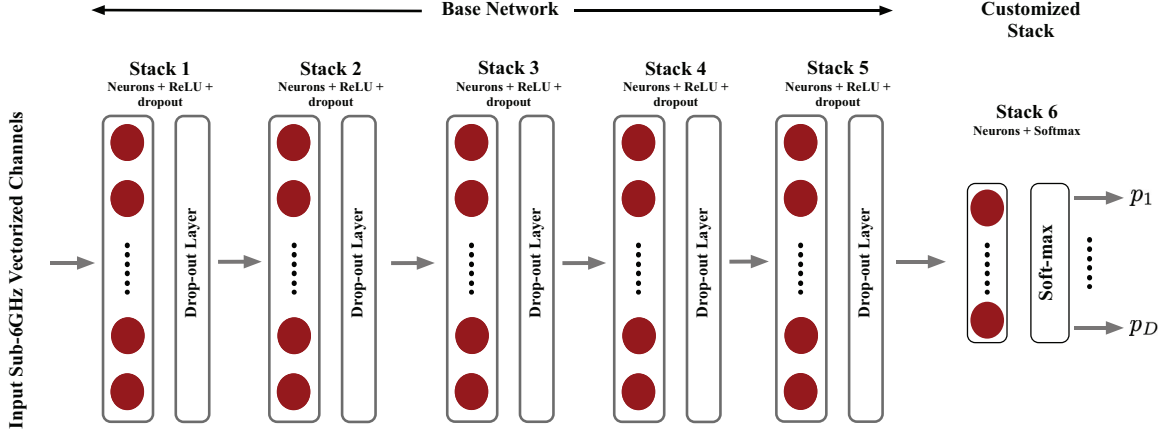 Base Network
Customized
Stack
Input Sub-6GHz Vectorized Channels
Stack 1
Neurons + ReLU +
dropout
Drop-out Layer
Stack 2
Neurons + ReLU +
dropout
Drop-out Layer
Stack 3
Neurons + ReLU +
dropout
Drop-out Layer
Stack 4
Neurons + ReLU +
dropout
Drop-out Layer
Stack 5
Neurons + ReLU +
dropout
Drop-out Layer
Stack 6
Neurons + Softmax
Soft-max
p₁
p_D